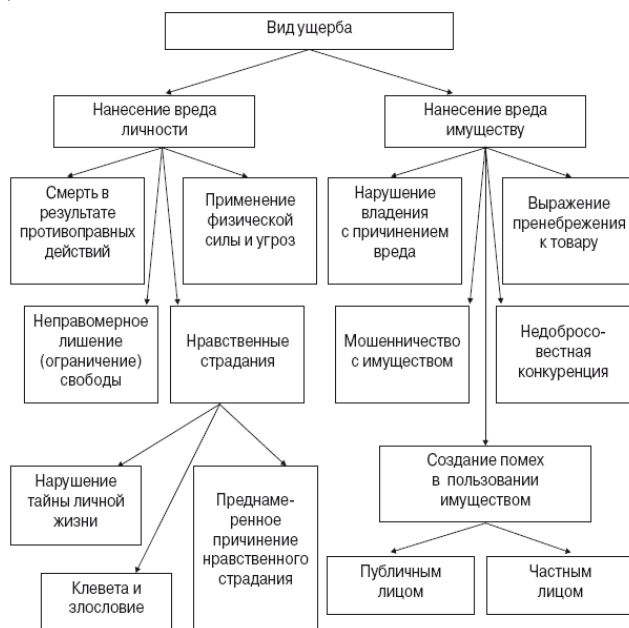 Вид ущерба
Нанесение вреда
личности
Нанесение вреда
имуществу
Смерть в
результате
противоправных
действий
Применение
физической
силы и угроз
Нарушение
владения
с причинением
вреда
Выражение
пренебрежения
к товару
Неправомерное
лишение
(ограничение)
свободы
Нравственные
страдания
Мошенничество
с имуществом
Недобросо-
вестная
конкуренция
Нарушение
тайны личной
жизни
Преднаме-
ренное
причинение
нравственного
страдания
Создание помех
в пользовании
имуществом
Клевета и
злословие
Публичным
лицом
Частным
лицом